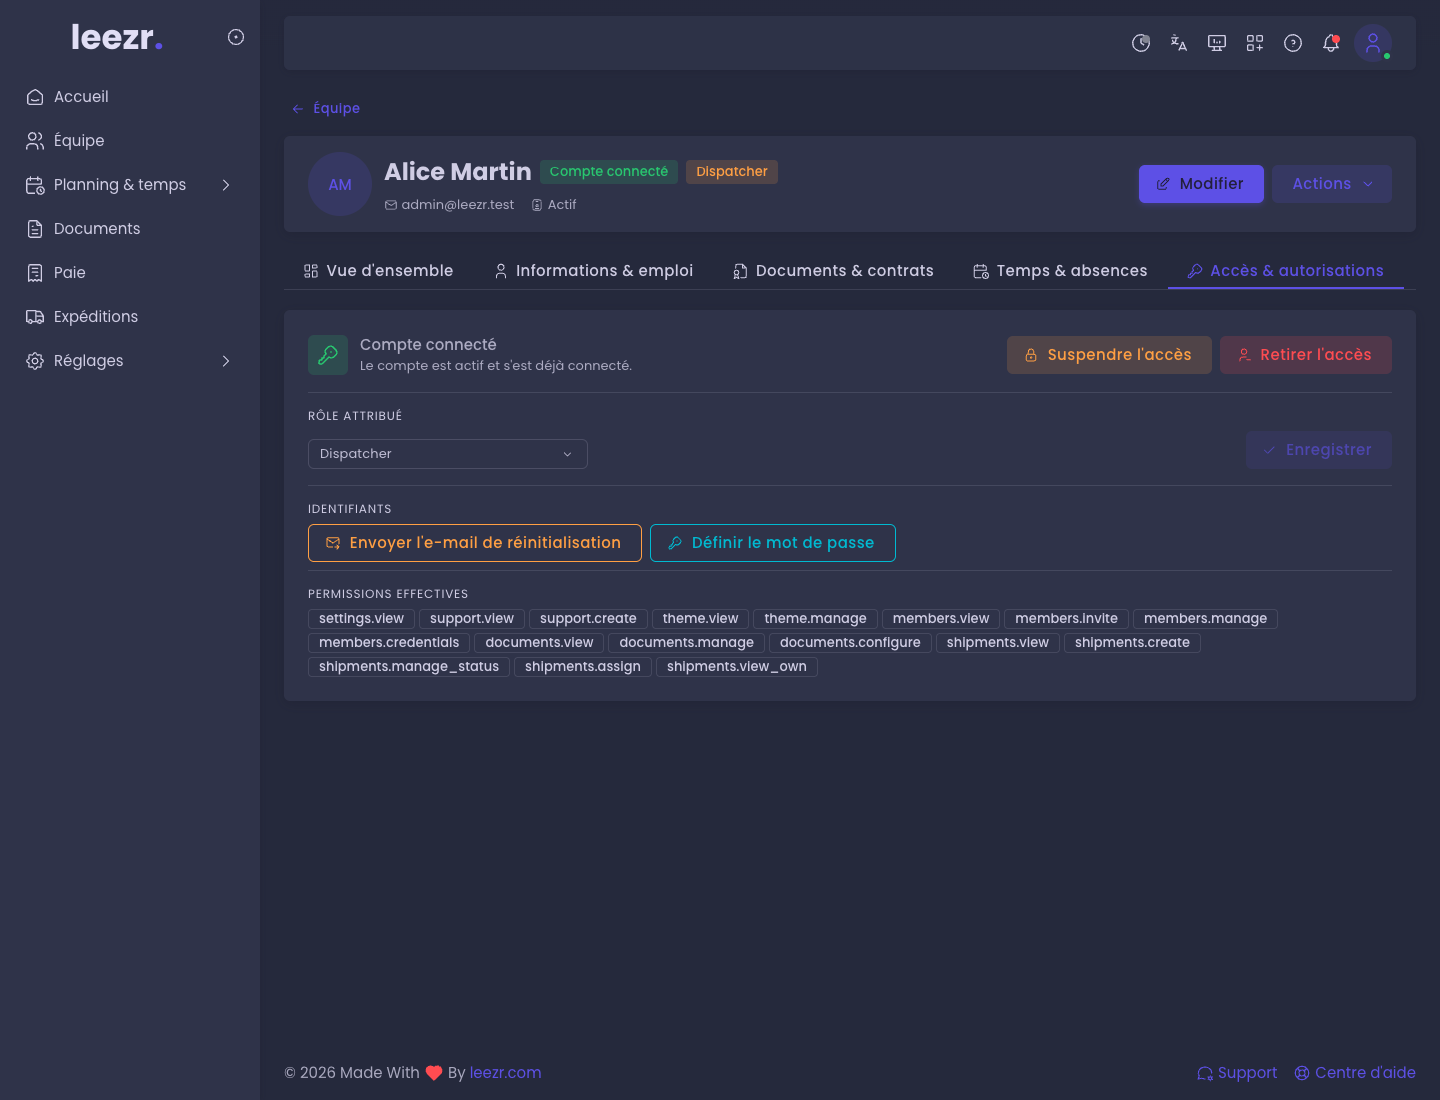 leezr.
Accueil
Équipe
Planning & temps
Documents
Paie
Expéditions
Réglages
Équipe
AM
Alice Martin
Compte connecté
Dispatcher
admin@leezr.test
Actif
Modifier
Actions
Vue d'ensemble
Informations & emploi
Documents & contrats
Temps & absences
Accès & autorisations
Compte connecté
Le compte est actif et s'est déjà connecté.
Suspendre l'accès
Retirer l'accès
RÔLE ATTRIBUÉ
Dispatcher
Enregistrer
IDENTIFIANTS
Envoyer l'e-mail de réinitialisation
Définir le mot de passe
PERMISSIONS EFFECTIVES
settings.view support.view support.create theme.view theme.manage members.view members.invite members.manage
members.credentials documents.view documents.manage documents.configure shipments.view shipments.create
shipments.manage_status shipments.assign shipments.view_own
© 2026 Made With By leezr.com
Support
Centre d'aide